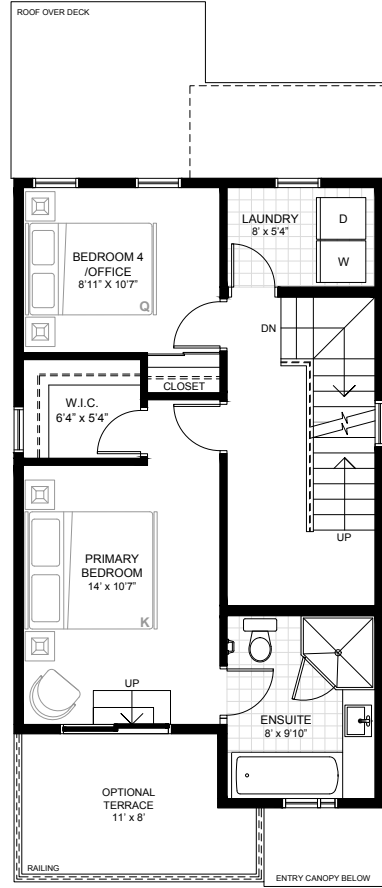 ROOF OVER DECK
LAUNDRY
8' x 5'4"
D
W
BEDROOM 4
/OFFICE
8'11" X 10'7"
Q
DN
CLOSET
W.I.C.
6'4" x 5'4"
UP
PRIMARY
BEDROOM
14' x 10'7"
K
UP
ENSUITE
8' x 9'10"
OPTIONAL
TERRACE
11' x 8'
RAILING
ENTRY CANOPY BELOW